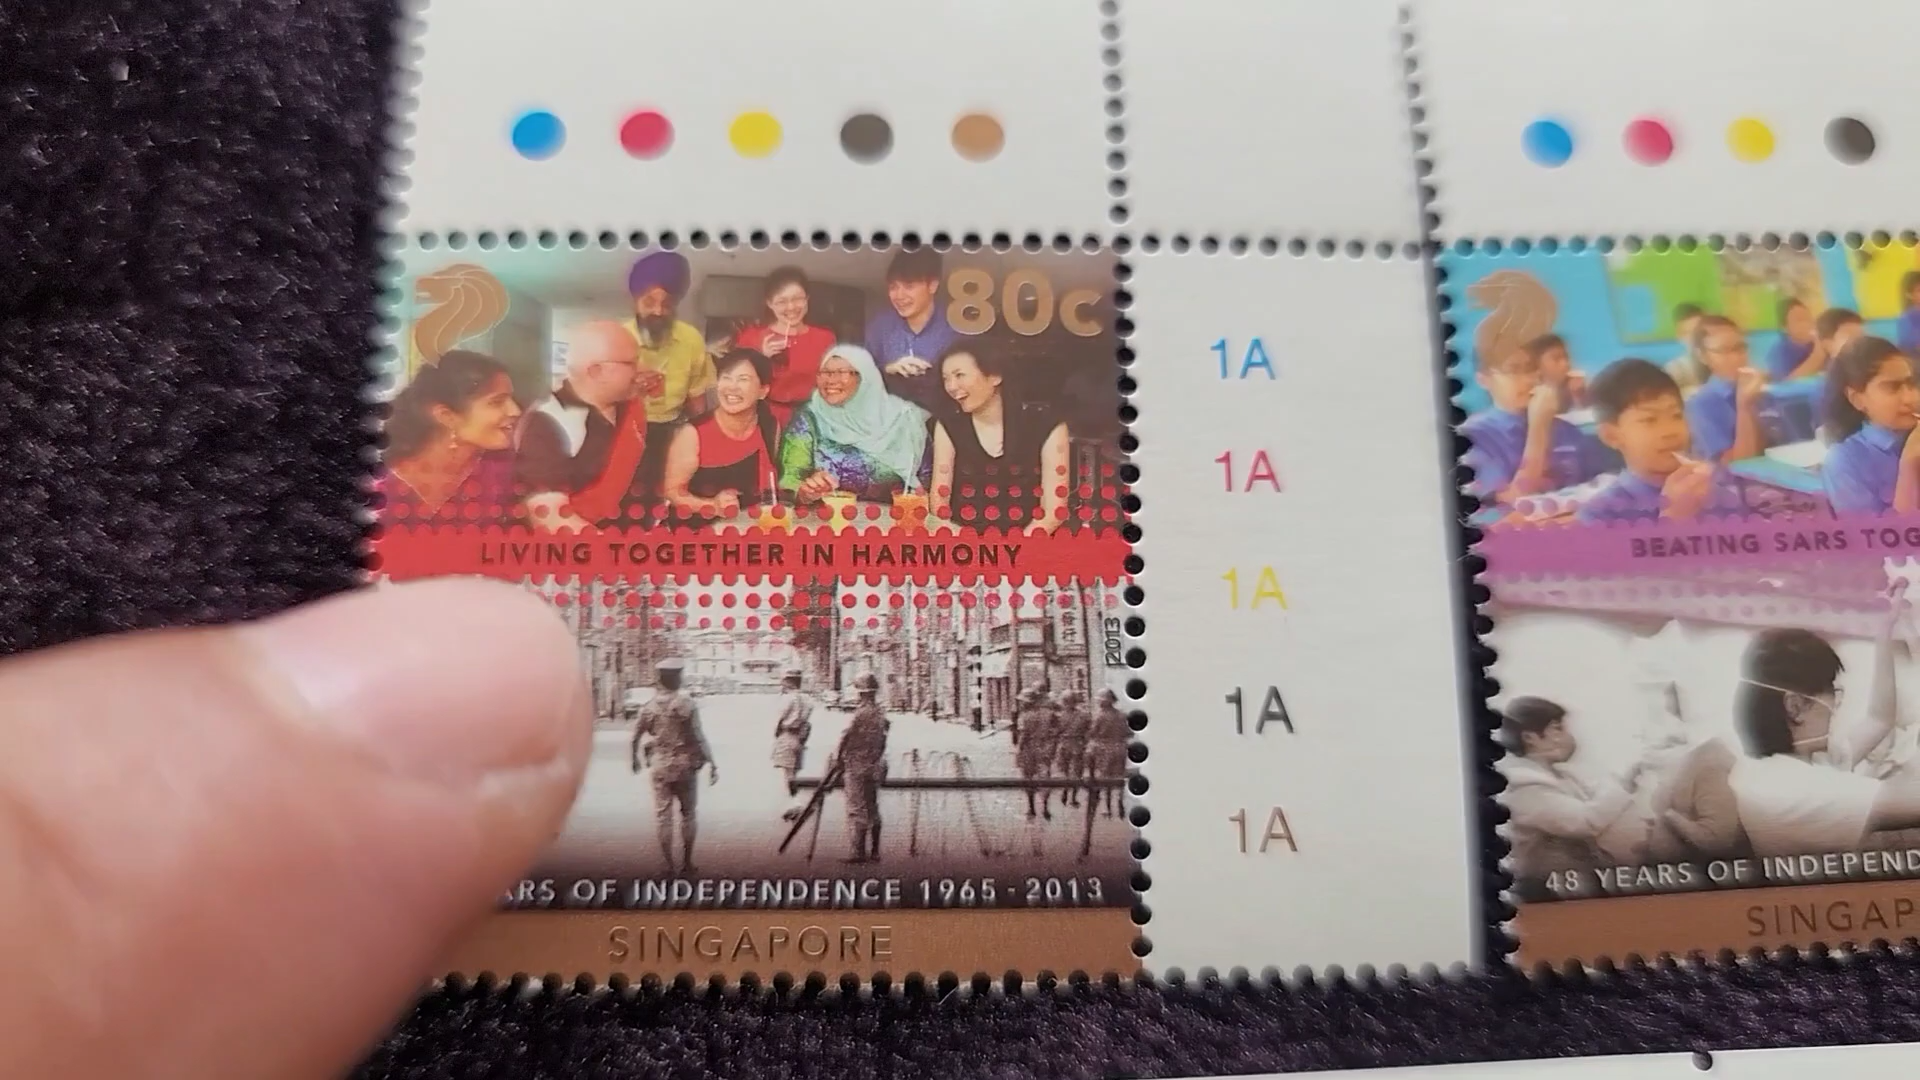 80c
LIVING TOGETHER IN HARMONY
2013
ARS OF INDEPENDENCE 1965 - 2013
SINGAPORE
1A
1A
1A
1A
1A
BEATING SARS TOG
48 YEARS OF INDEPEND
SINGAP